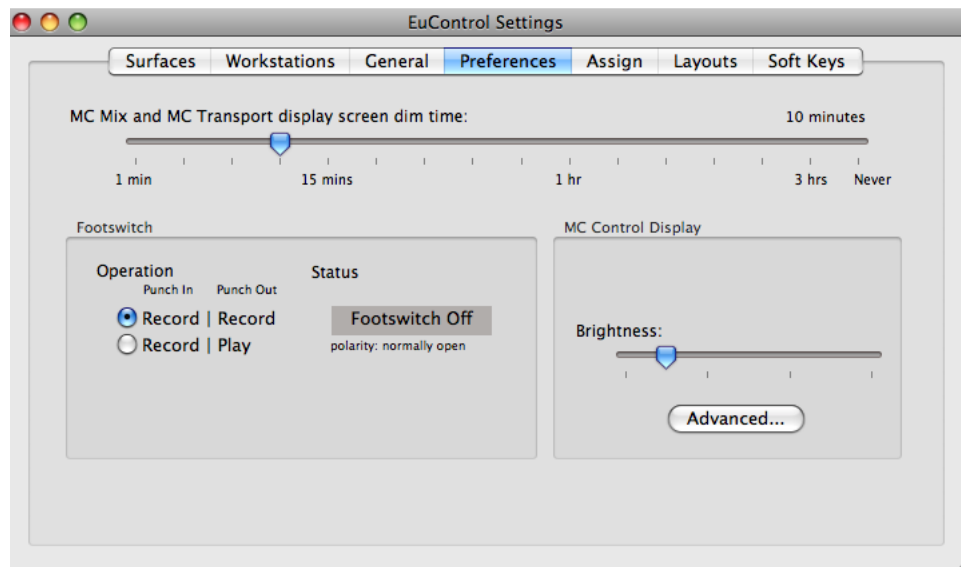 EuControl Settings
Surfaces Workstations General Preferences Assign Layouts Soft Keys
MC Mix and MC Transport display screen dim time: 10 minutes
1 min 15 mins 1 hr 3 hrs Never
Footswitch
Operation Status
Punch In Punch Out
Record | Record Footswitch Off
Record | Play polarity: normally open
MC Control Display
Brightness:
Advanced...